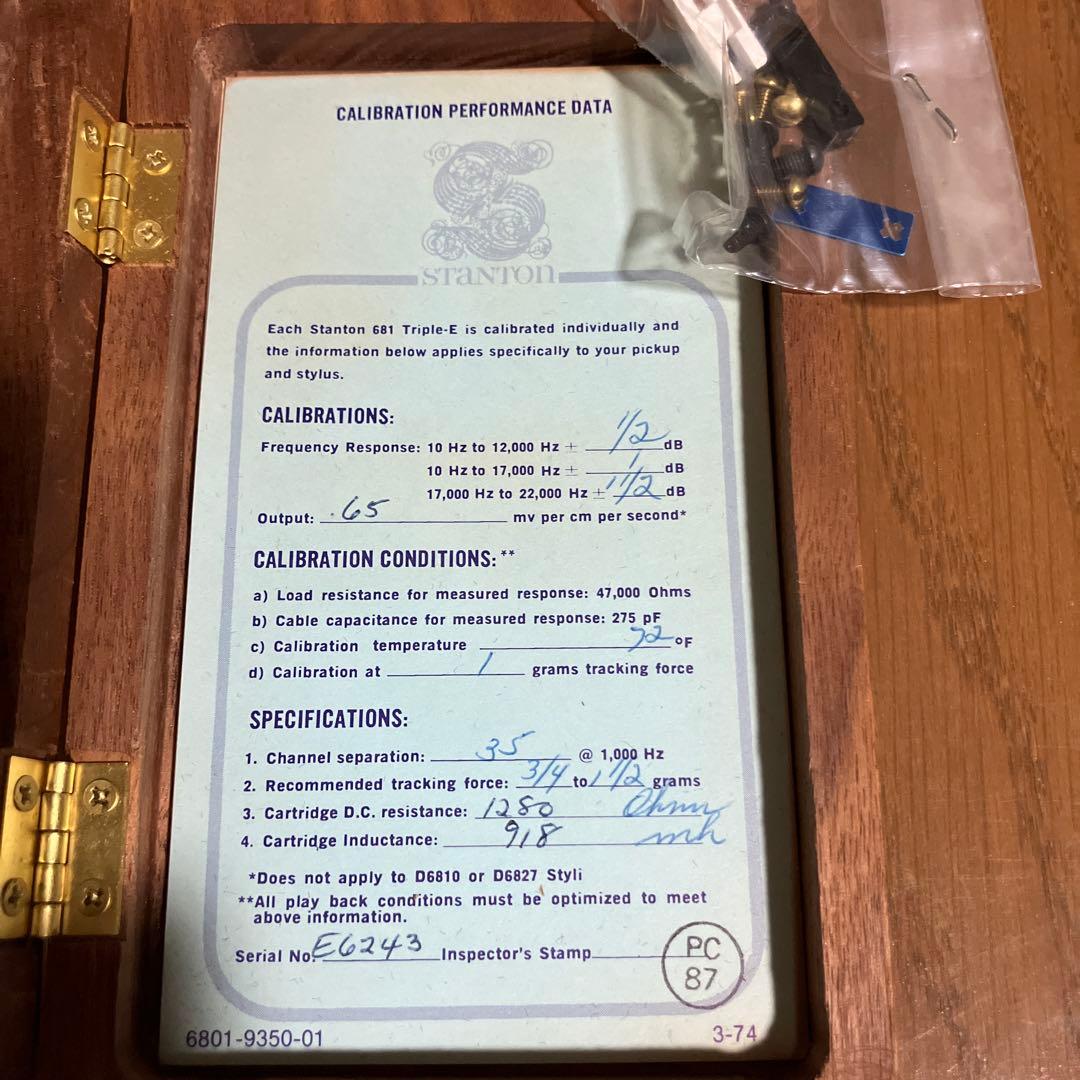 CALIBRATION PERFORMANCE DATA
STANTON
Each Stanton 681 Triple-E is calibrated individually and
the information below applies specifically to your pickup
and stylus.
CALIBRATIONS:
Frequency Response: 10 Hz to 12,000 Hz ± 1/2 dB
10 Hz to 17,000 Hz ± 1 dB
17,000 Hz to 22,000 Hz ± 1 1/2 dB
Output: .65 mv per cm per second*
CALIBRATION CONDITIONS: **
a) Load resistance for measured response: 47,000 Ohms
b) Cable capacitance for measured response: 275 pF
c) Calibration temperature 72 °F
d) Calibration at 1 grams tracking force
SPECIFICATIONS:
1. Channel separation: 35 @ 1,000 Hz
2. Recommended tracking force: 3/4 to 1 1/2 grams
3. Cartridge D.C. resistance: 1280 Ohms
4. Cartridge Inductance: 918 mh
*Does not apply to D6810 or D6827 Styli
**All play back conditions must be optimized to meet
above information.
Serial No. E6243 Inspector's Stamp PC
87
6801-9350-01 3-74